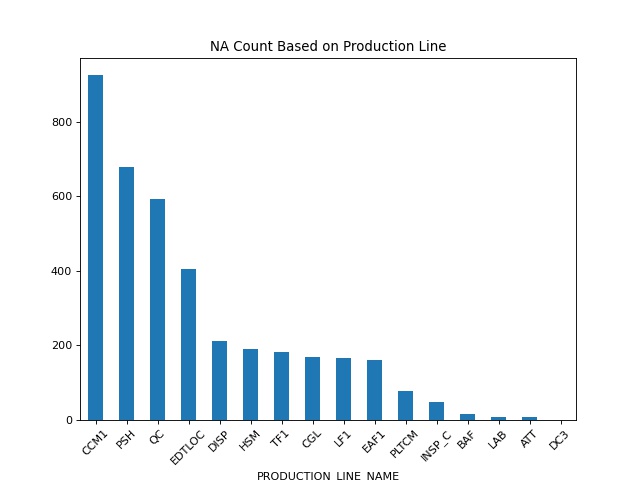 NA Count Based on Production Line
800
600
400
200
0
CCM1
PSH
QC
EDTLOC
DISP
HSM
TF1
CGL
LF1
EAF1
PLTCM
INSP_C
BAF
LAB
ATT
DC3
PRODUCTION_LINE_NAME